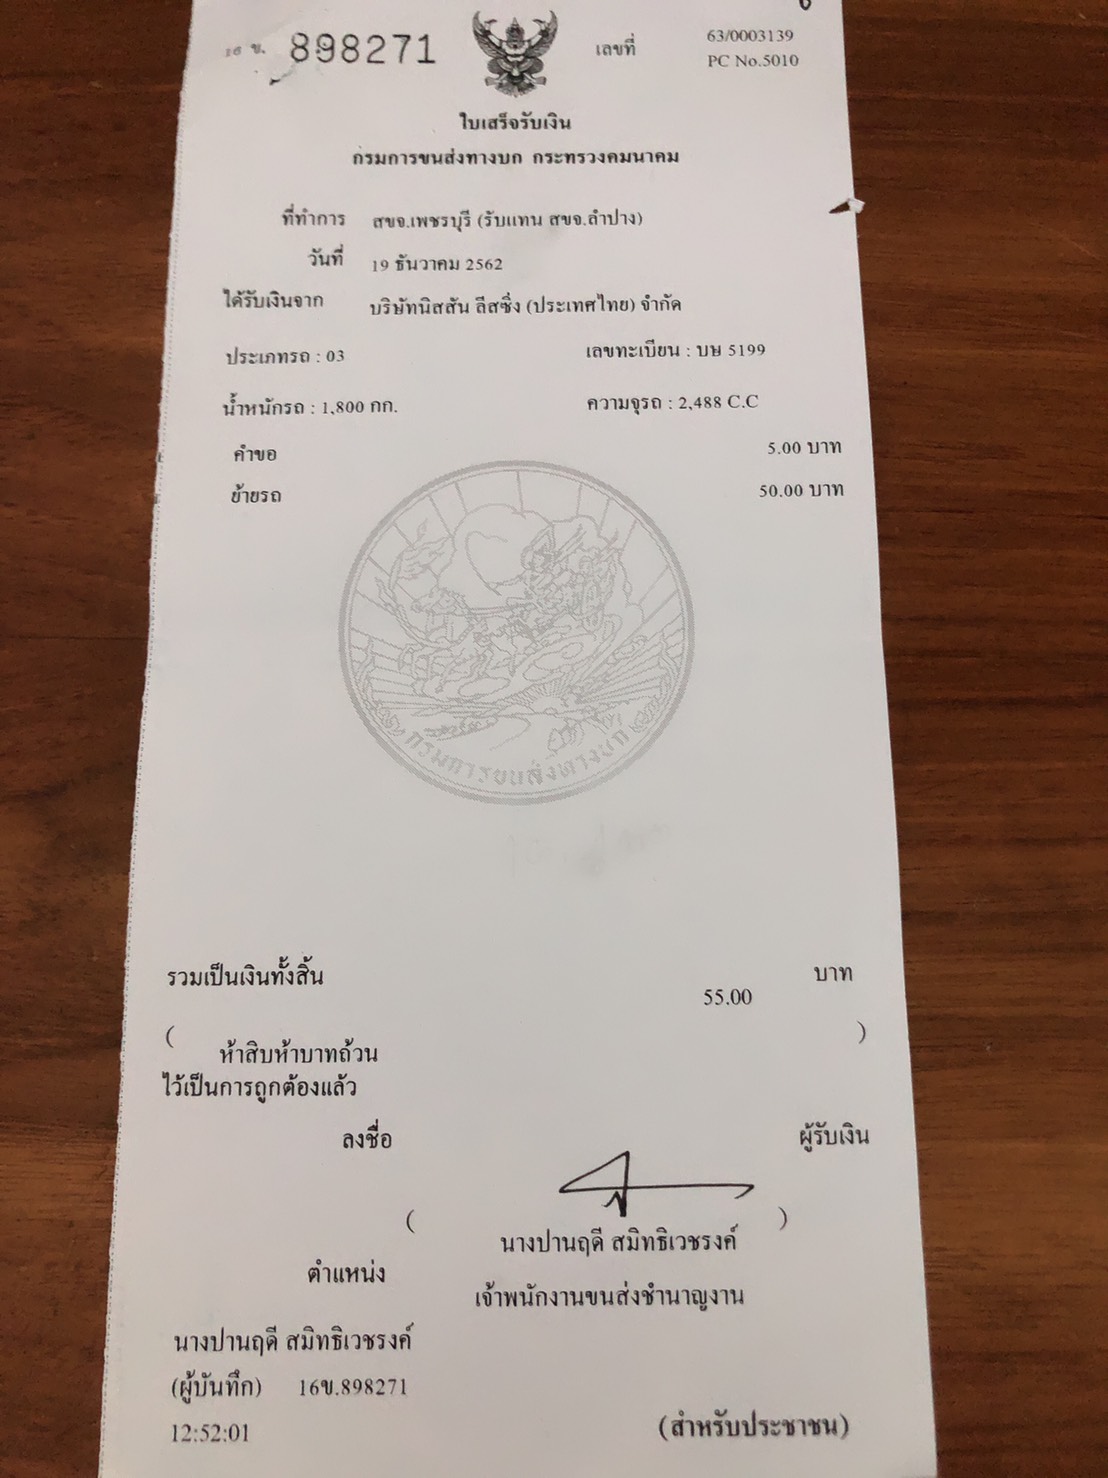 16 ข. 898271 เลขที่ 63/0003139
PC No.5010
ใบเสร็จรับเงิน
กรมการขนส่งทางบก กระทรวงคมนาคม
ที่ทำการ สขจ.เพชรบุรี (รับแทน สขจ.ลำปาง)
วันที่ 19 ธันวาคม 2562
ได้รับเงินจาก บริษัทนิสสัน ลีสซิ่ง (ประเทศไทย) จำกัด
ประเภทรถ : 03 เลขทะเบียน : บษ 5199
น้ำหนักรถ : 1,800 กก. ความจุรถ : 2,488 C.C
คำขอ 5.00 บาท
ย้ายรถ 50.00 บาท
กรมการขนส่งทางบก
รวมเป็นเงินทั้งสิ้น 55.00 บาท
( ห้าสิบห้าบาทถ้วน )
ไว้เป็นการถูกต้องแล้ว
ลงชื่อ ผู้รับเงิน
( นางปานฤดี สมิทธิเวชรงค์ )
ตำแหน่ง เจ้าพนักงานขนส่งชำนาญงาน
นางปานฤดี สมิทธิเวชรงค์
(ผู้บันทึก) 16ข.898271
12:52:01 (สำหรับประชาชน)